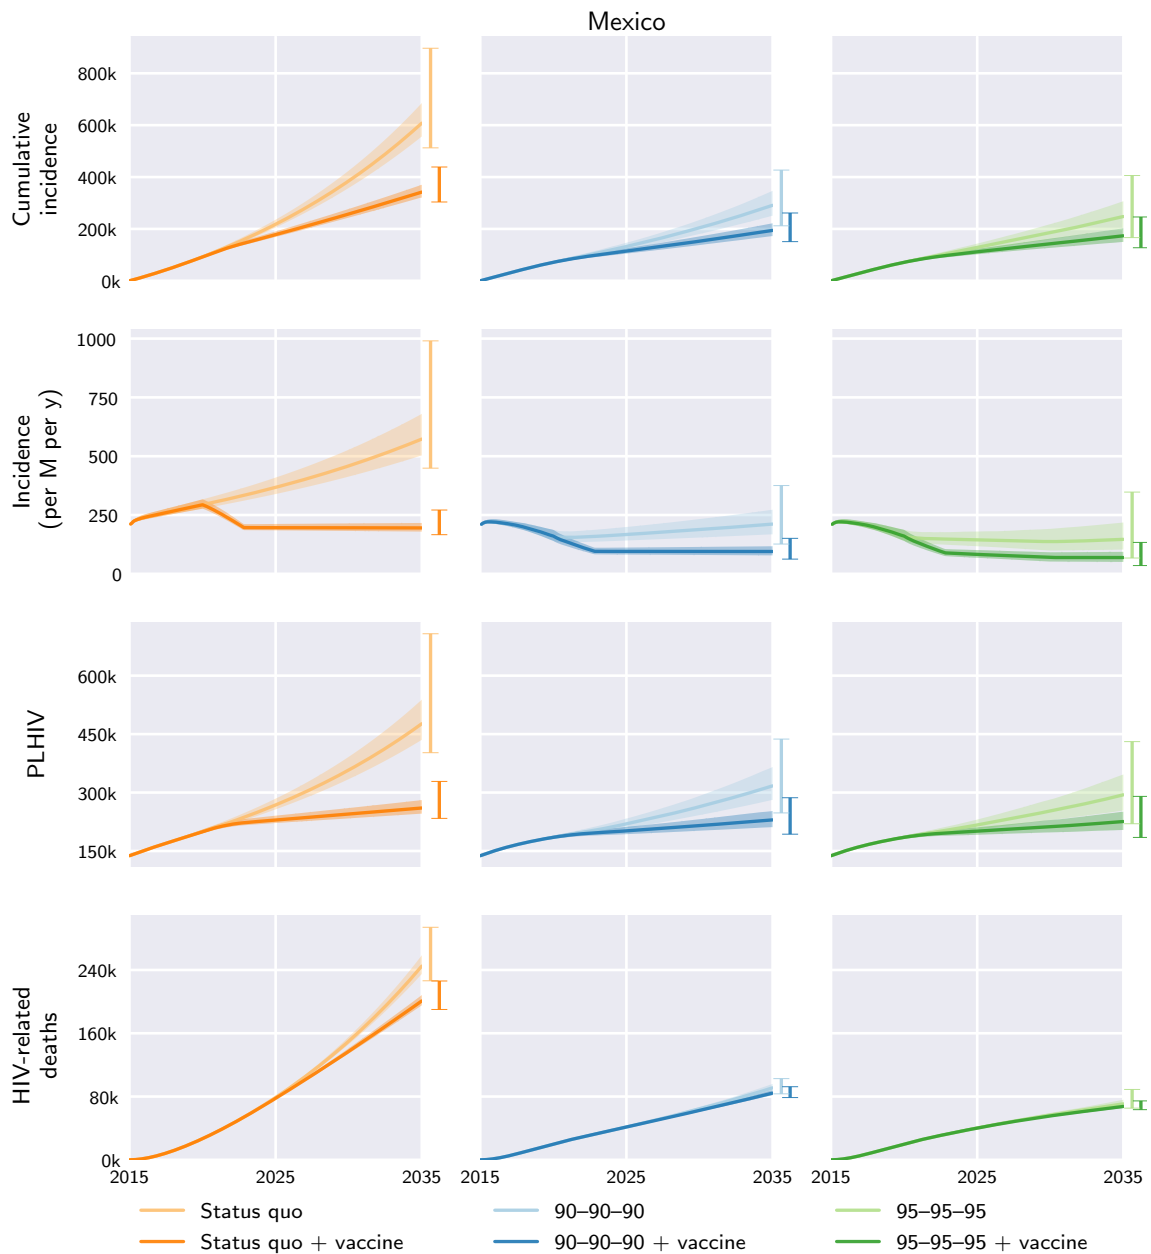 Mexico
Cumulative
incidence
800k
600k
400k
200k
0k
Incidence
(per M per y)
1000
750
500
250
0
PLHIV
600k
450k
300k
150k
HIV-related
deaths
240k
160k
80k
0k
2015 2025 2035 2015 2025 2035 2015 2025 2035
Status quo 90–90–90 95–95–95
Status quo + vaccine 90–90–90 + vaccine 95–95–95 + vaccine